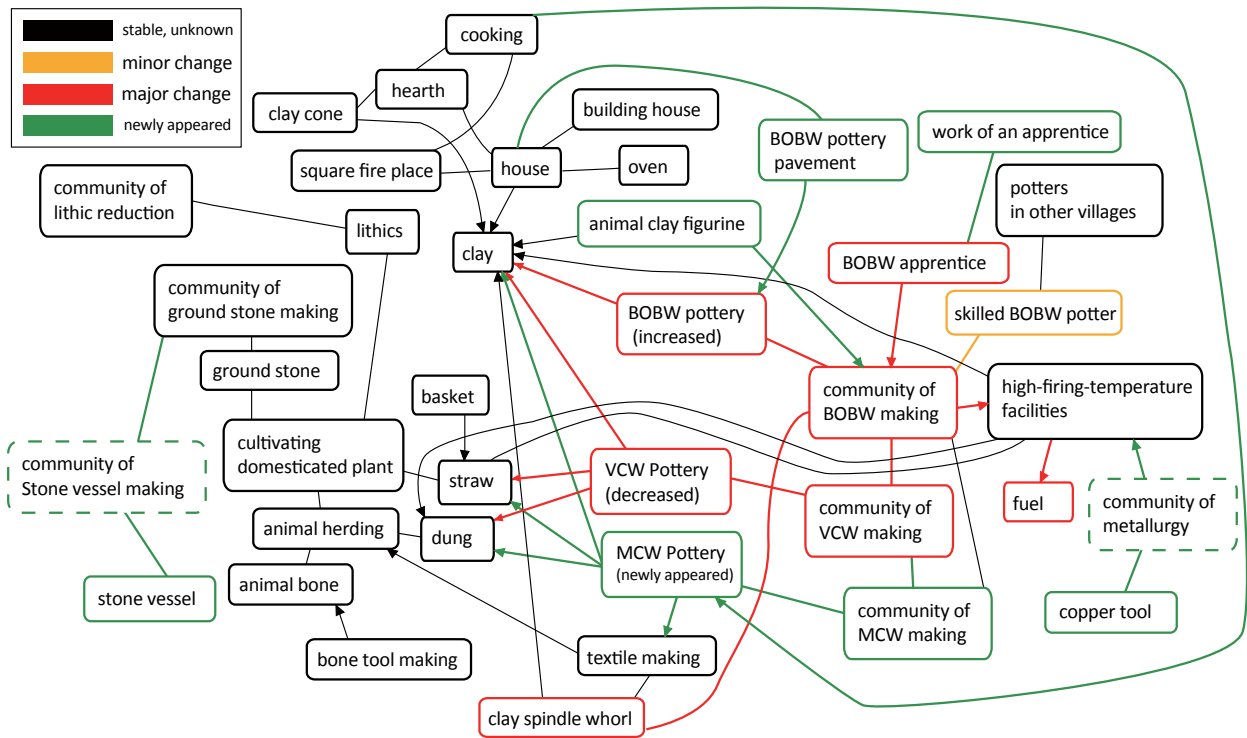 stable, unknown
minor change
major change
newly appeared
cooking
hearth
clay cone
building house
square fire place
house
oven
BOBW pottery
pavement
work of an apprentice
community of
lithic reduction
potters
in other villages
lithics
animal clay figurine
clay
BOBW apprentice
community of
ground stone making
BOBW pottery
(increased)
skilled BOBW potter
ground stone
basket
community of
BOBW making
high-firing-temperature
facilities
cultivating
domesticated plant
community of
Stone vessel making
straw
VCW Pottery
(decreased)
fuel
community of
metallurgy
community of
VCW making
animal herding
dung
MCW Pottery
(newly appeared)
animal bone
stone vessel
community of
MCW making
copper tool
bone tool making
textile making
clay spindle whorl